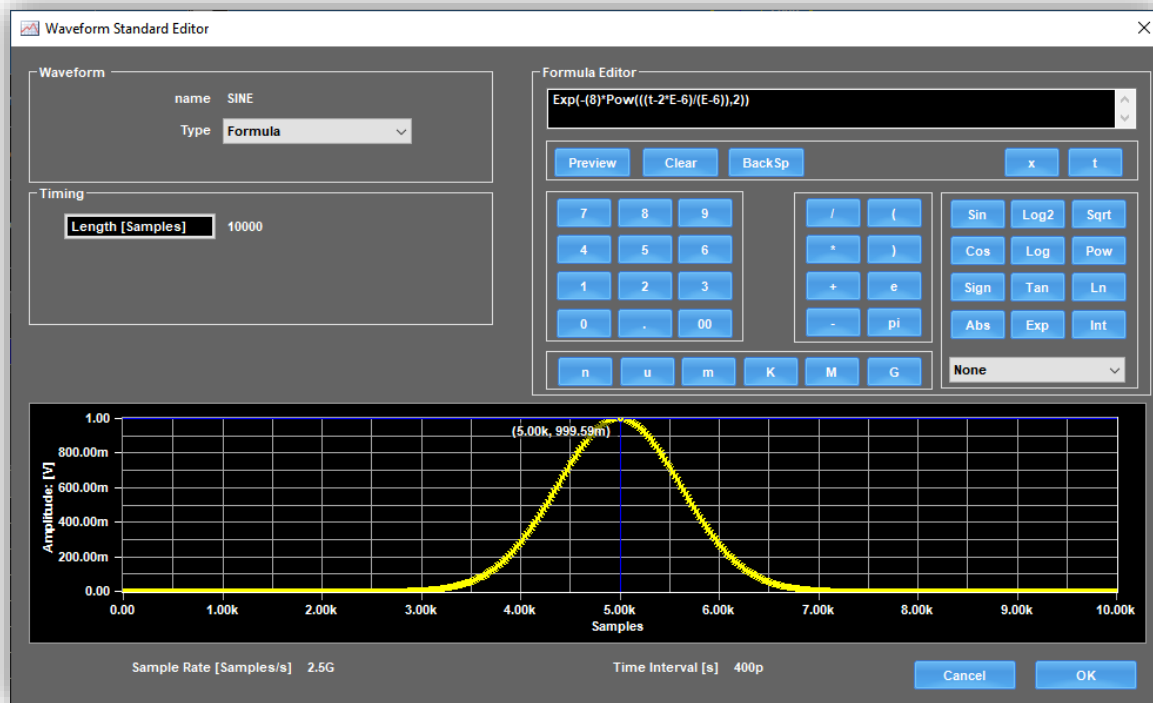 Waveform Standard Editor
Waveform
name SINE
Type Formula
Timing
Length [Samples] 10000
Formula Editor
Exp(-(8)*Pow(((t-2*E-6)/(E-6)),2))
Preview Clear BackSp x t
7 8 9 / ( Sin Log2 Sqrt
4 5 6 * ) Cos Log Pow
1 2 3 + e Sign Tan Ln
0 . 00 - pi Abs Exp Int
n u m K M G None
1.00
(5.00k, 999.59m)
800.00m
600.00m
400.00m
200.00m
0.00
Amplitude: [V]
0.00 1.00k 2.00k 3.00k 4.00k 5.00k 6.00k 7.00k 8.00k 9.00k 10.00k
Samples
Sample Rate [Samples/s] 2.5G Time Interval [s] 400p Cancel OK